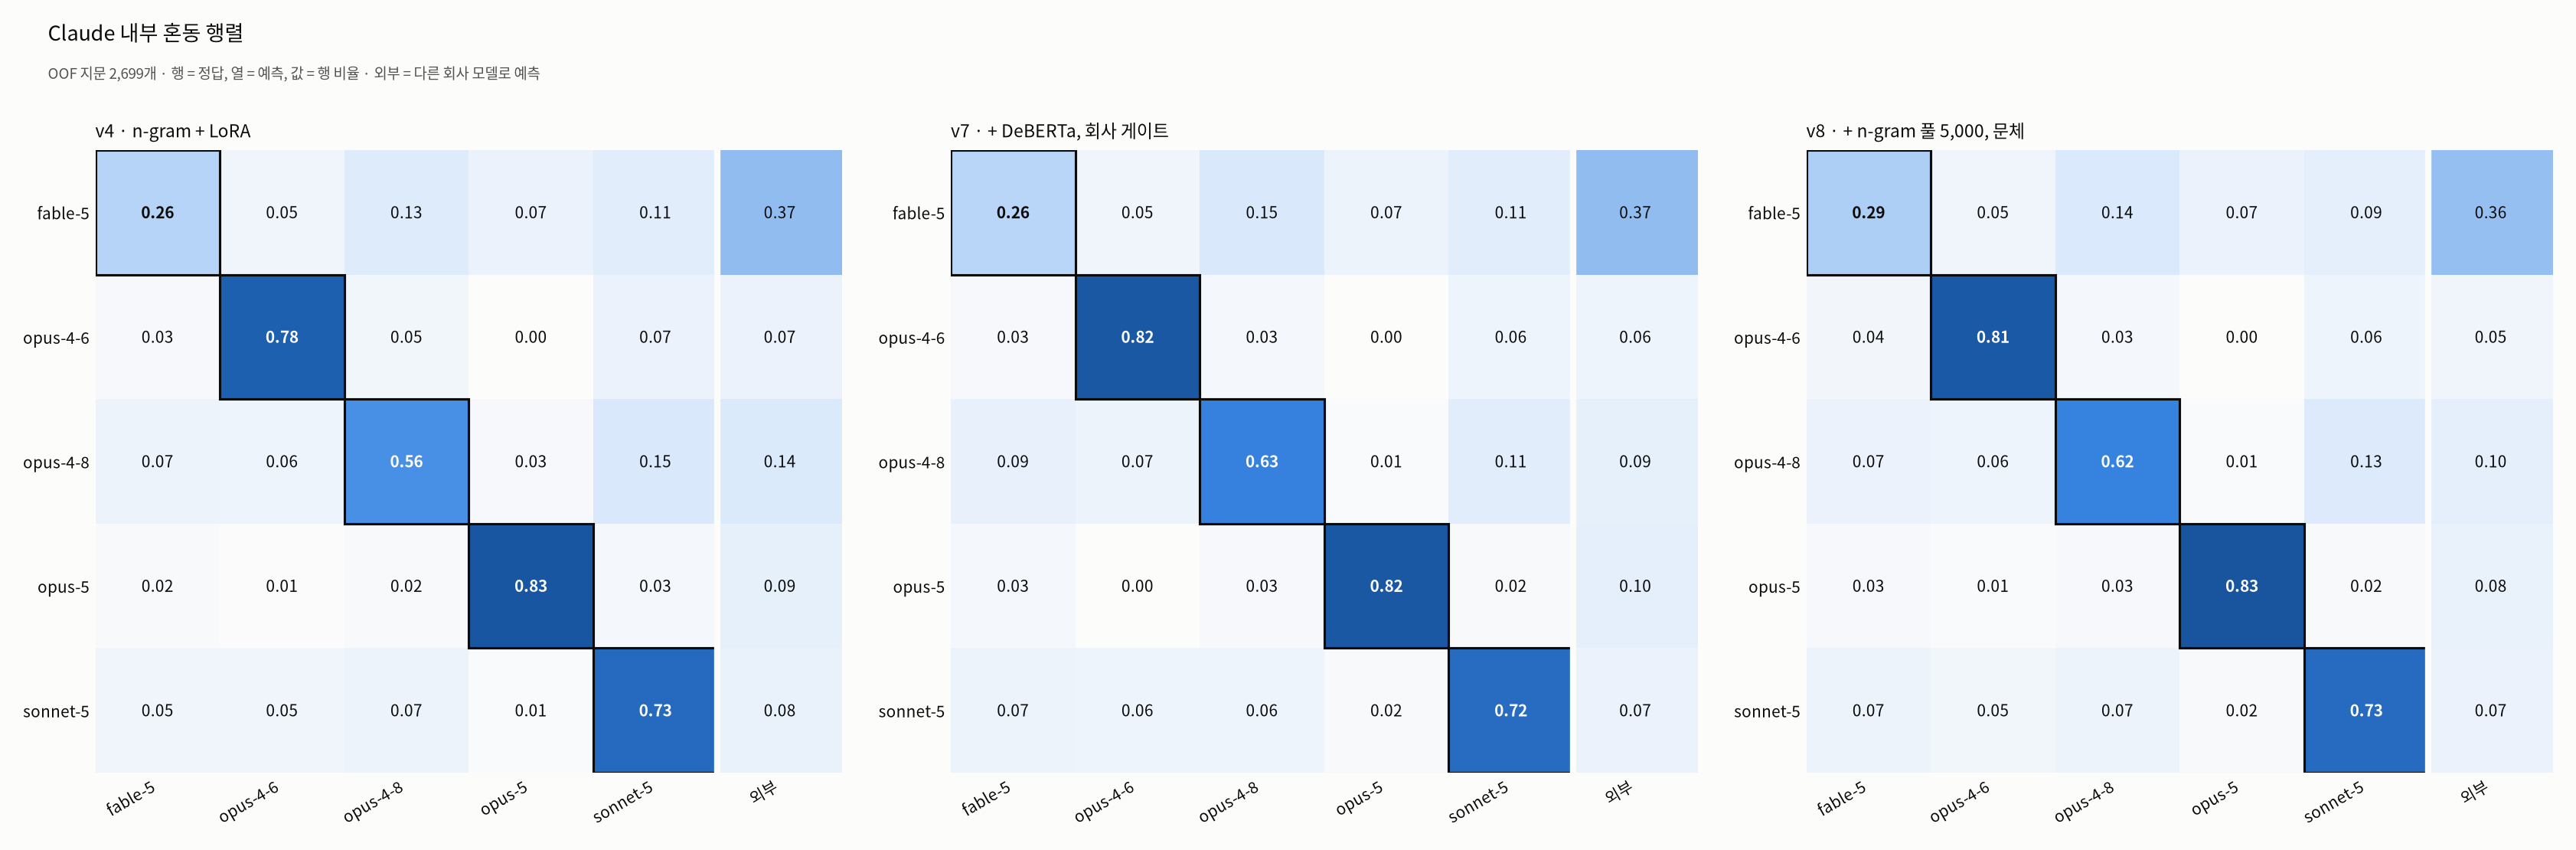 Claude 내부 혼동 행렬
OOF 지문 2,699개 · 행 = 정답, 열 = 예측, 값 = 행 비율 · 외부 = 다른 회사 모델로 예측
v4 · n-gram + LoRA
fable-5 0.26 0.05 0.13 0.07 0.11 0.37
opus-4-6 0.03 0.78 0.05 0.00 0.07 0.07
opus-4-8 0.07 0.06 0.56 0.03 0.15 0.14
opus-5 0.02 0.01 0.02 0.83 0.03 0.09
sonnet-5 0.05 0.05 0.07 0.01 0.73 0.08
fable-5 opus-4-6 opus-4-8 opus-5 sonnet-5 외부
v7 · + DeBERTa, 회사 게이트
fable-5 0.26 0.05 0.15 0.07 0.11 0.37
opus-4-6 0.03 0.82 0.03 0.00 0.06 0.06
opus-4-8 0.09 0.07 0.63 0.01 0.11 0.09
opus-5 0.03 0.00 0.03 0.82 0.02 0.10
sonnet-5 0.07 0.06 0.06 0.02 0.72 0.07
fable-5 opus-4-6 opus-4-8 opus-5 sonnet-5 외부
v8 · + n-gram 풀 5,000, 문체
fable-5 0.29 0.05 0.14 0.07 0.09 0.36
opus-4-6 0.04 0.81 0.03 0.00 0.06 0.05
opus-4-8 0.07 0.06 0.62 0.01 0.13 0.10
opus-5 0.03 0.01 0.03 0.83 0.02 0.08
sonnet-5 0.07 0.05 0.07 0.02 0.73 0.07
fable-5 opus-4-6 opus-4-8 opus-5 sonnet-5 외부